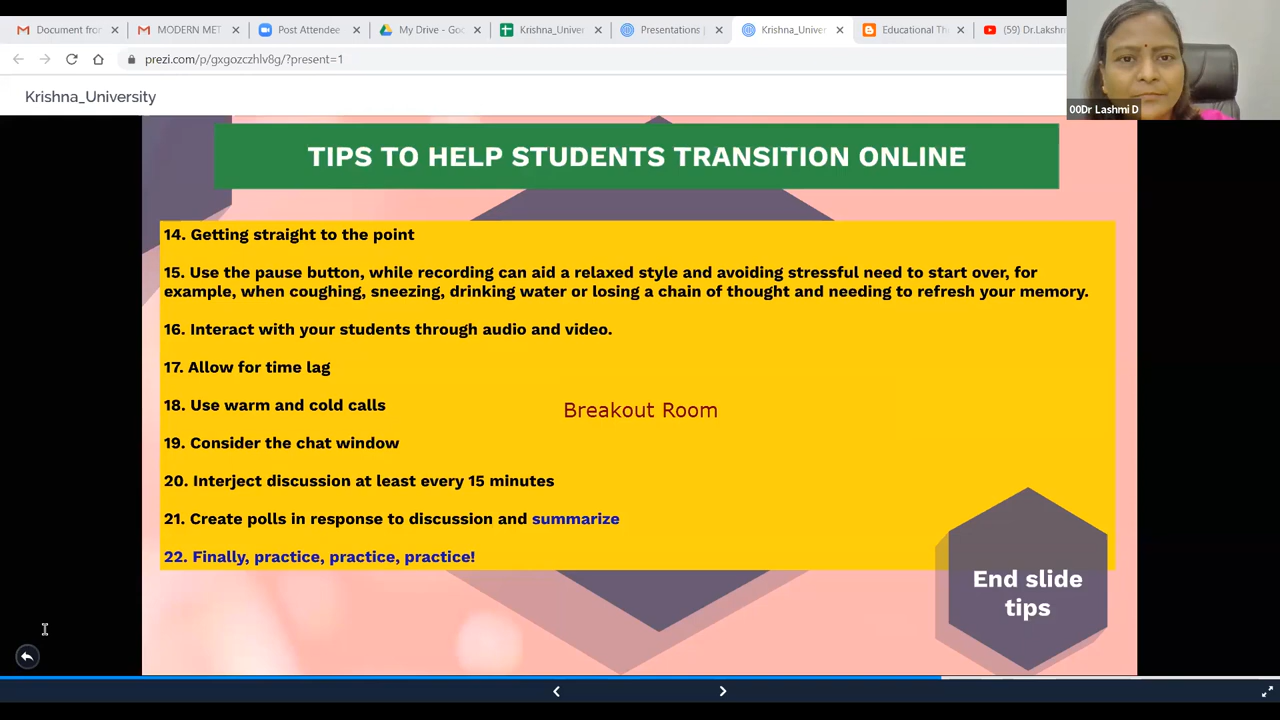 Document fror
MODERN MET
Post Attendee
My Drive - Goo
Krishna_Univer
Presentations |
Krishna_Univer
Educational Th
(59) Dr.Lakshm
prezi.com/p/gxgozczhlv8g/?present=1
00Dr Lashmi D
Krishna_University
TIPS TO HELP STUDENTS TRANSITION ONLINE
14. Getting straight to the point
15. Use the pause button, while recording can aid a relaxed style and avoiding stressful need to start over, for
example, when coughing, sneezing, drinking water or losing a chain of thought and needing to refresh your memory.
16. Interact with your students through audio and video.
17. Allow for time lag
18. Use warm and cold calls
Breakout Room
19. Consider the chat window
20. Interject discussion at least every 15 minutes
21. Create polls in response to discussion and summarize
22. Finally, practice, practice, practice!
End slide
tips